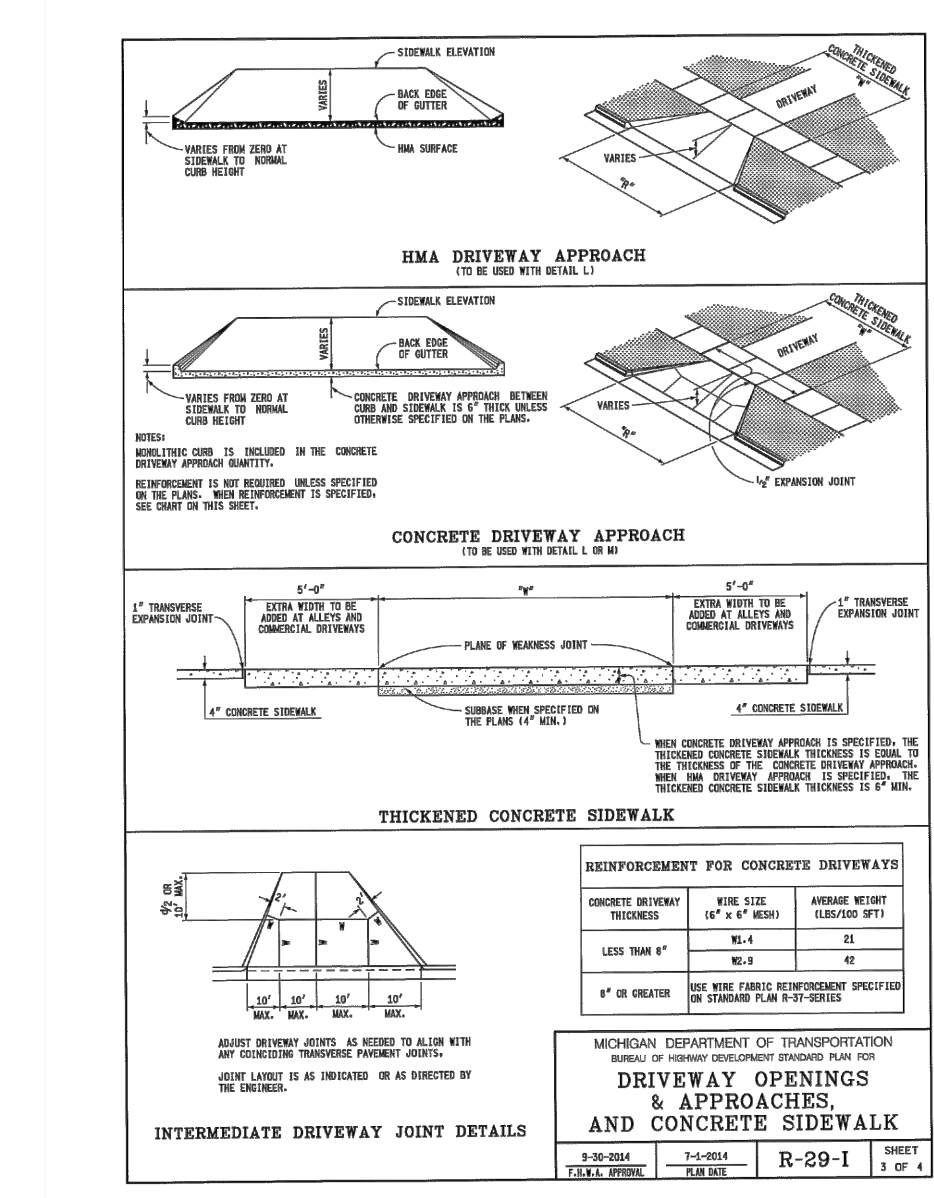 SIDEWALK ELEVATION
VARIES
BACK EDGE
OF GUTTER
HMA SURFACE
VARIES FROM ZERO AT
SIDEWALK TO NORMAL
CURB HEIGHT
THICKENED
CONCRETE SIDEWALK
"W"
DRIVEWAY
VARIES
"R"
HMA DRIVEWAY APPROACH
(TO BE USED WITH DETAIL L)
SIDEWALK ELEVATION
VARIES
BACK EDGE
OF GUTTER
VARIES FROM ZERO AT
SIDEWALK TO NORMAL
CURB HEIGHT
CONCRETE DRIVEWAY APPROACH BETWEEN
CURB AND SIDEWALK IS 6" THICK UNLESS
OTHERWISE SPECIFIED ON THE PLANS.
NOTES:
MONOLITHIC CURB IS INCLUDED IN THE CONCRETE
DRIVEWAY APPROACH QUANTITY.
REINFORCEMENT IS NOT REQUIRED UNLESS SPECIFIED
ON THE PLANS. WHEN REINFORCEMENT IS SPECIFIED,
SEE CHART ON THIS SHEET.
THICKENED
CONCRETE SIDEWALK
"W"
DRIVEWAY
VARIES
"R"
1/2" EXPANSION JOINT
CONCRETE DRIVEWAY APPROACH
(TO BE USED WITH DETAIL L OR M)
5'-0"
"W"
5'-0"
1" TRANSVERSE
EXPANSION JOINT
EXTRA WIDTH TO BE
ADDED AT ALLEYS AND
COMMERCIAL DRIVEWAYS
EXTRA WIDTH TO BE
ADDED AT ALLEYS AND
COMMERCIAL DRIVEWAYS
1" TRANSVERSE
EXPANSION JOINT
PLANE OF WEAKNESS JOINT
4" CONCRETE SIDEWALK
SUBBASE WHEN SPECIFIED ON
THE PLANS (4" MIN.)
4" CONCRETE SIDEWALK
WHEN CONCRETE DRIVEWAY APPROACH IS SPECIFIED, THE
THICKENED CONCRETE SIDEWALK THICKNESS IS EQUAL TO
THE THICKNESS OF THE CONCRETE DRIVEWAY APPROACH.
WHEN HMA DRIVEWAY APPROACH IS SPECIFIED, THE
THICKENED CONCRETE SIDEWALK THICKNESS IS 6" MIN.
THICKENED CONCRETE SIDEWALK
d/2 OR
10' MAX.
2'
2'
W
W
W
W
W
W
10' 10' 10' 10'
MAX. MAX. MAX. MAX.
ADJUST DRIVEWAY JOINTS AS NEEDED TO ALIGN WITH
ANY COINCIDING TRANSVERSE PAVEMENT JOINTS.
JOINT LAYOUT IS AS INDICATED OR AS DIRECTED BY
THE ENGINEER.
INTERMEDIATE DRIVEWAY JOINT DETAILS
REINFORCEMENT FOR CONCRETE DRIVEWAYS
CONCRETE DRIVEWAY
THICKNESS
WIRE SIZE
(6" x 6" MESH)
AVERAGE WEIGHT
(LBS/100 SFT)
LESS THAN 8"
W1.4 21
W2.9 42
8" OR GREATER
USE WIRE FABRIC REINFORCEMENT SPECIFIED
ON STANDARD PLAN R-37-SERIES
MICHIGAN DEPARTMENT OF TRANSPORTATION
BUREAU OF HIGHWAY DEVELOPMENT STANDARD PLAN FOR
DRIVEWAY OPENINGS
& APPROACHES,
AND CONCRETE SIDEWALK
9-30-2014
F.H.W.A. APPROVAL
7-1-2014
PLAN DATE
R-29-I
SHEET
3 OF 4